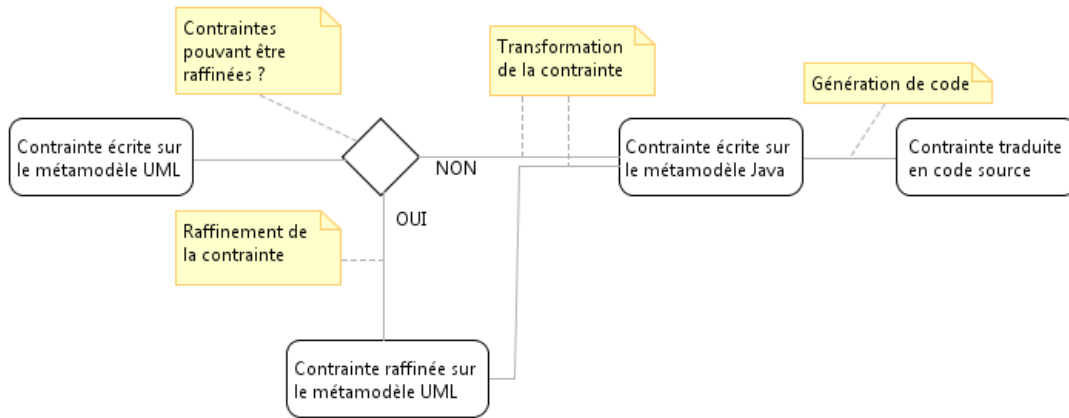 Contraintes
pouvant être
raffinées ?
Transformation
de la contrainte
Génération de code
Contrainte écrite sur
le métamodèle UML
NON
Contrainte écrite sur
le métamodèle Java
Contrainte traduite
en code source
OUI
Raffinement de
la contrainte
Contrainte raffinée sur
le métamodèle UML